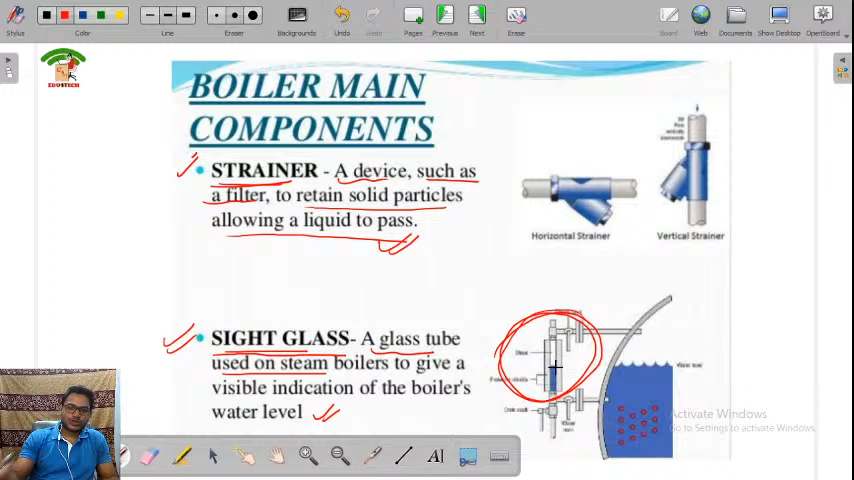 Stylus
Color
Line
Eraser
Backgrounds
Undo
Redo
Pages
Previous
Next
Erase
Board
Web
Documents
Show Desktop
OpenBoard
EDU4TECH
BOILER MAIN
COMPONENTS
• STRAINER - A device, such as
a filter, to retain solid particles
allowing a liquid to pass.
Horizontal Strainer
Vertical Strainer
• SIGHT GLASS- A glass tube
used on steam boilers to give a
visible indication of the boiler's
water level
Water level
Activate Windows
Go to Settings to activate Windows.